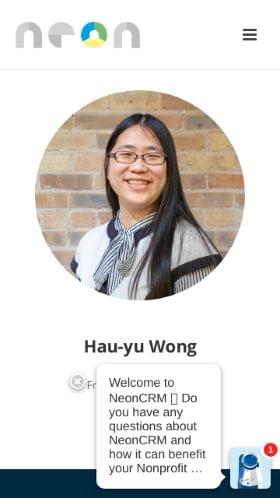 neon
Hau-yu Wong
Fr
Welcome to
NeonCRM ▯ Do
you have any
questions about
NeonCRM and
how it can benefit
your Nonprofit ...
1